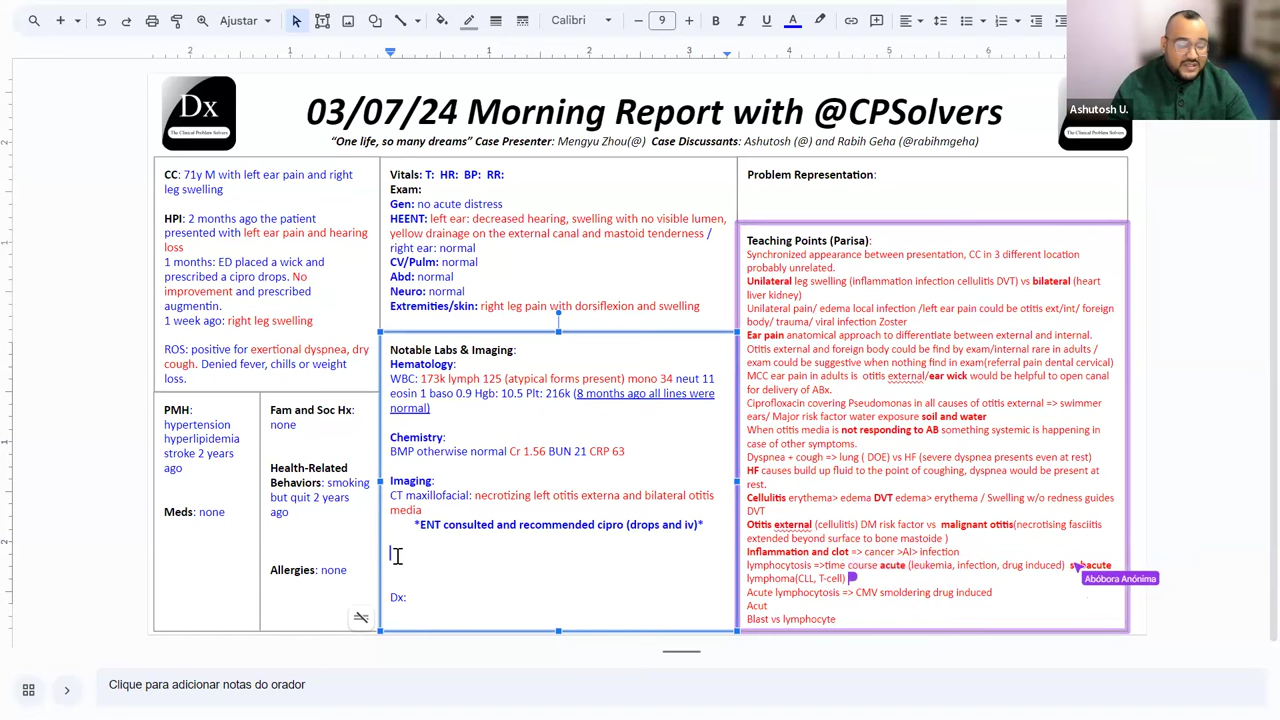 Ajustar
Calibri
9
B I U A
2 1 1 2 3 4 5 6
Ashutosh U.
Dx
The Clinical Problem Solvers
03/07/24 Morning Report with @CPSolvers
“One life, so many dreams” Case Presenter: Mengyu Zhou(@) Case Discussants: Ashutosh (@) and Rabih Geha (@rabihmgeha)
The Clinical Problem Solvers
CC: 71y M with left ear pain and right
leg swelling
HPI: 2 months ago the patient
presented with left ear pain and hearing
loss
1 months: ED placed a wick and
prescribed a cipro drops. No
improvement and prescribed
augmentin.
1 week ago: right leg swelling
ROS: positive for exertional dyspnea, dry
cough. Denied fever, chills or weight
loss.
PMH:
hypertension
hyperlipidemia
stroke 2 years
ago
Meds: none
Fam and Soc Hx:
none
Health-Related
Behaviors: smoking
but quit 2 years
ago
Allergies: none
Vitals: T: HR: BP: RR:
Exam:
Gen: no acute distress
HEENT: left ear: decreased hearing, swelling with no visible lumen,
yellow drainage on the external canal and mastoid tenderness /
right ear: normal
CV/Pulm: normal
Abd: normal
Neuro: normal
Extremities/skin: right leg pain with dorsiflexion and swelling
Notable Labs & Imaging:
Hematology:
WBC: 173k lymph 125 (atypical forms present) mono 34 neut 11
eosin 1 baso 0.9 Hgb: 10.5 Plt: 216k (8 months ago all lines were
normal)
Chemistry:
BMP otherwise normal Cr 1.56 BUN 21 CRP 63
Imaging:
CT maxillofacial: necrotizing left otitis externa and bilateral otitis
media
*ENT consulted and recommended cipro (drops and iv)*
Dx:
Problem Representation:
Teaching Points (Parisa):
Synchronized appearance between presentation, CC in 3 different location
probably unrelated.
Unilateral leg swelling (inflammation infection cellulitis DVT) vs bilateral (heart
liver kidney)
Unilateral pain/ edema local infection /left ear pain could be otitis ext/int/ foreign
body/ trauma/ viral infection Zoster
Ear pain anatomical approach to differentiate between external and internal.
Otitis external and foreign body could be find by exam/internal rare in adults /
exam could be suggestive when nothing find in exam(referral pain dental cervical)
MCC ear pain in adults is otitis external/ear wick would be helpful to open canal
for delivery of ABx.
Ciprofloxacin covering Pseudomonas in all causes of otitis external => swimmer
ears/ Major risk factor water exposure soil and water
When otitis media is not responding to AB something systemic is happening in
case of other symptoms.
Dyspnea + cough => lung ( DOE) vs HF (severe dyspnea presents even at rest)
HF causes build up fluid to the point of coughing, dyspnea would be present at
rest.
Cellulitis erythema> edema DVT edema> erythema / Swelling w/o redness guides
DVT
Otitis external (cellulitis) DM risk factor vs malignant otitis(necrotising fasciitis
extended beyond surface to bone mastoide )
Inflammation and clot => cancer >AI> infection
lymphocytosis =>time course acute (leukemia, infection, drug induced) subacute
lymphoma(CLL, T-cell)
Abóbora Anónima
Acute lymphocytosis => CMV smoldering drug induced
Acut
Blast vs lymphocyte
Clique para adicionar notas do orador